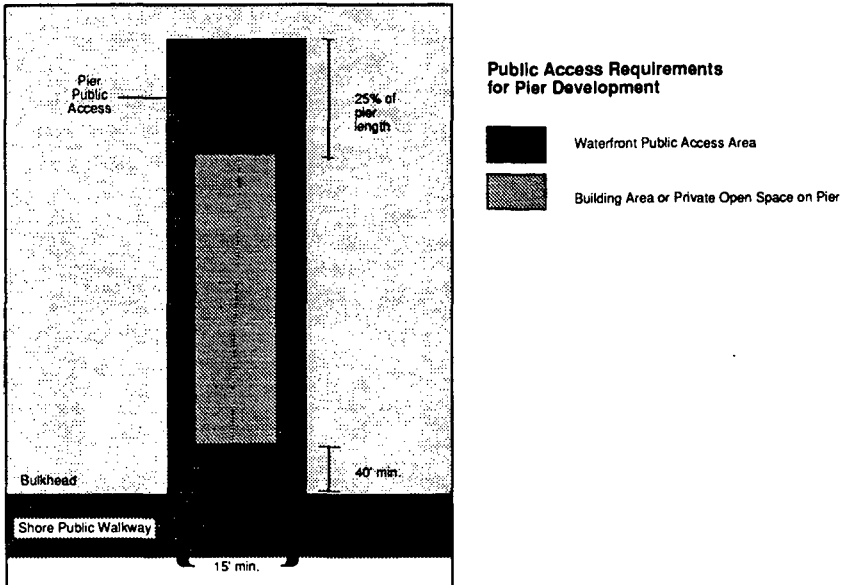 Pier
Public
Access
25% of
pier
length
40' min.
Bulkhead
Shore Public Walkway
15' min.
Public Access Requirements
for Pier Development
Waterfront Public Access Area
Building Area or Private Open Space on Pier